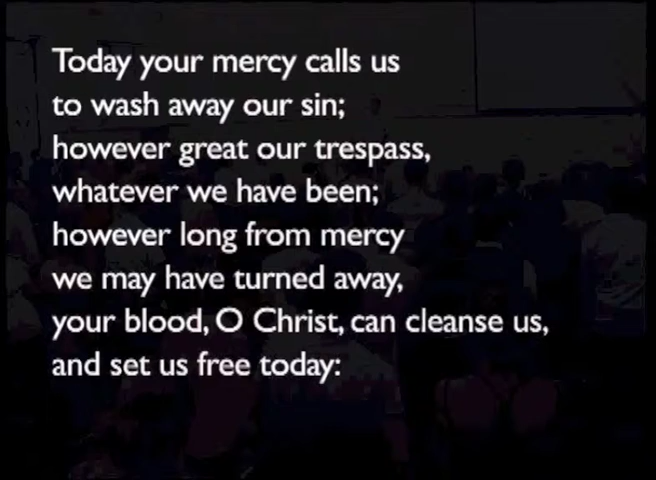 Today your mercy calls us
to wash away our sin;
however great our trespass,
whatever we have been;
however long from mercy
we may have turned away,
your blood, O Christ, can cleanse us,
and set us free today: